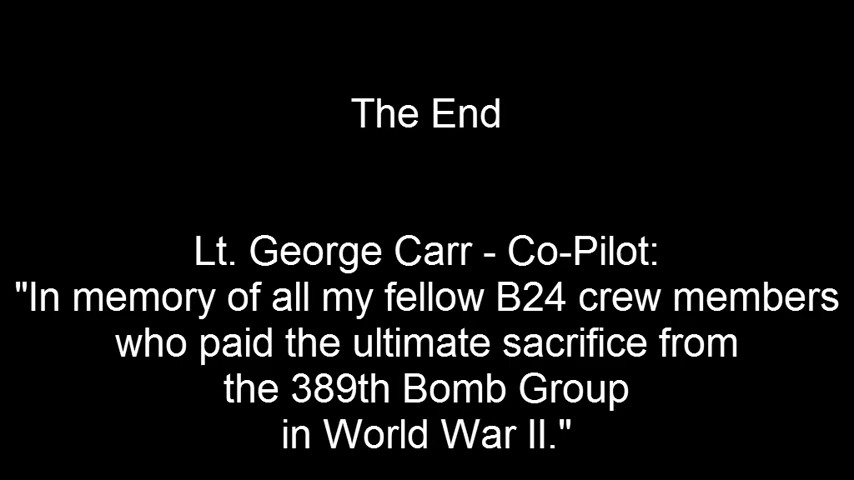 The End
Lt. George Carr - Co-Pilot:
"In memory of all my fellow B24 crew members
who paid the ultimate sacrifice from
the 389th Bomb Group
in World War II."